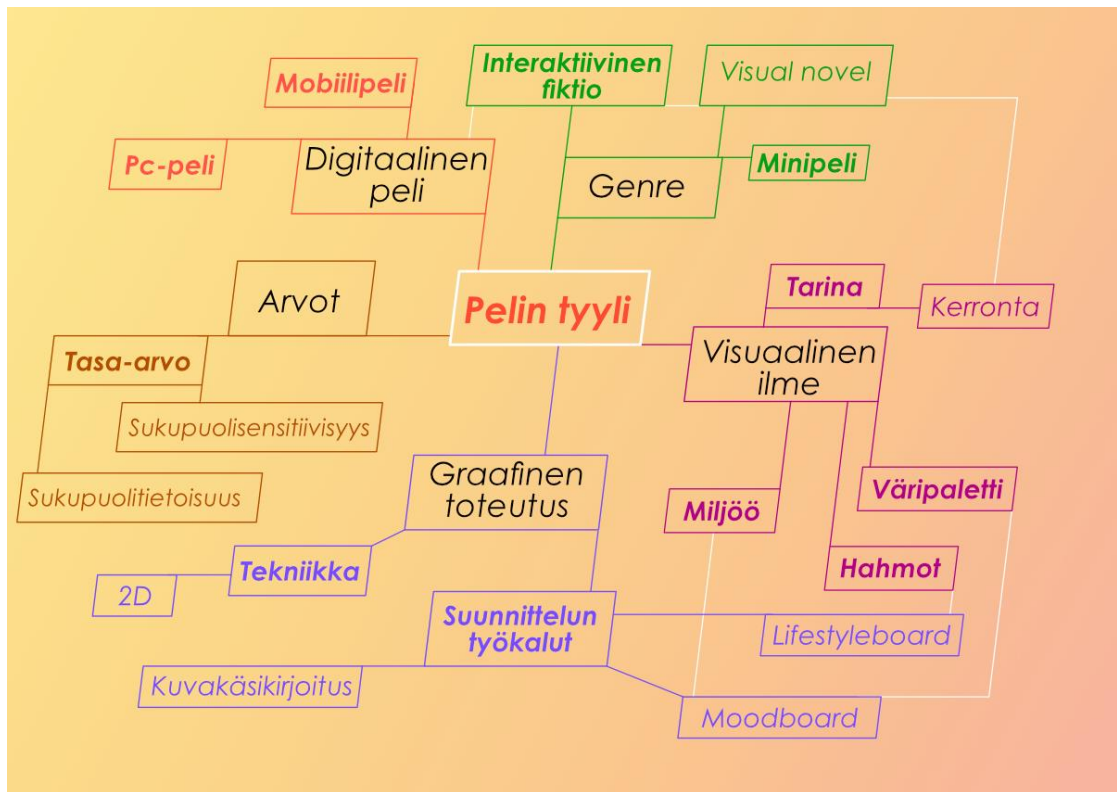 Interaktiivinen
fiktio
Visual novel
Mobiilipeli
Digitaalinen
peli
Pc-peli
Minipeli
Genre
Arvot
Pelin tyyli
Tarina
Kerronta
Visuaalinen
ilme
Tasa-arvo
Sukupuolisensitiivisyys
Sukupuolitietoisuus
Graafinen
toteutus
Miljöö
Väripaletti
Tekniikka
Hahmot
2D
Suunnittelun
työkalut
Lifestyleboard
Kuvakäsikirjoitus
Moodboard